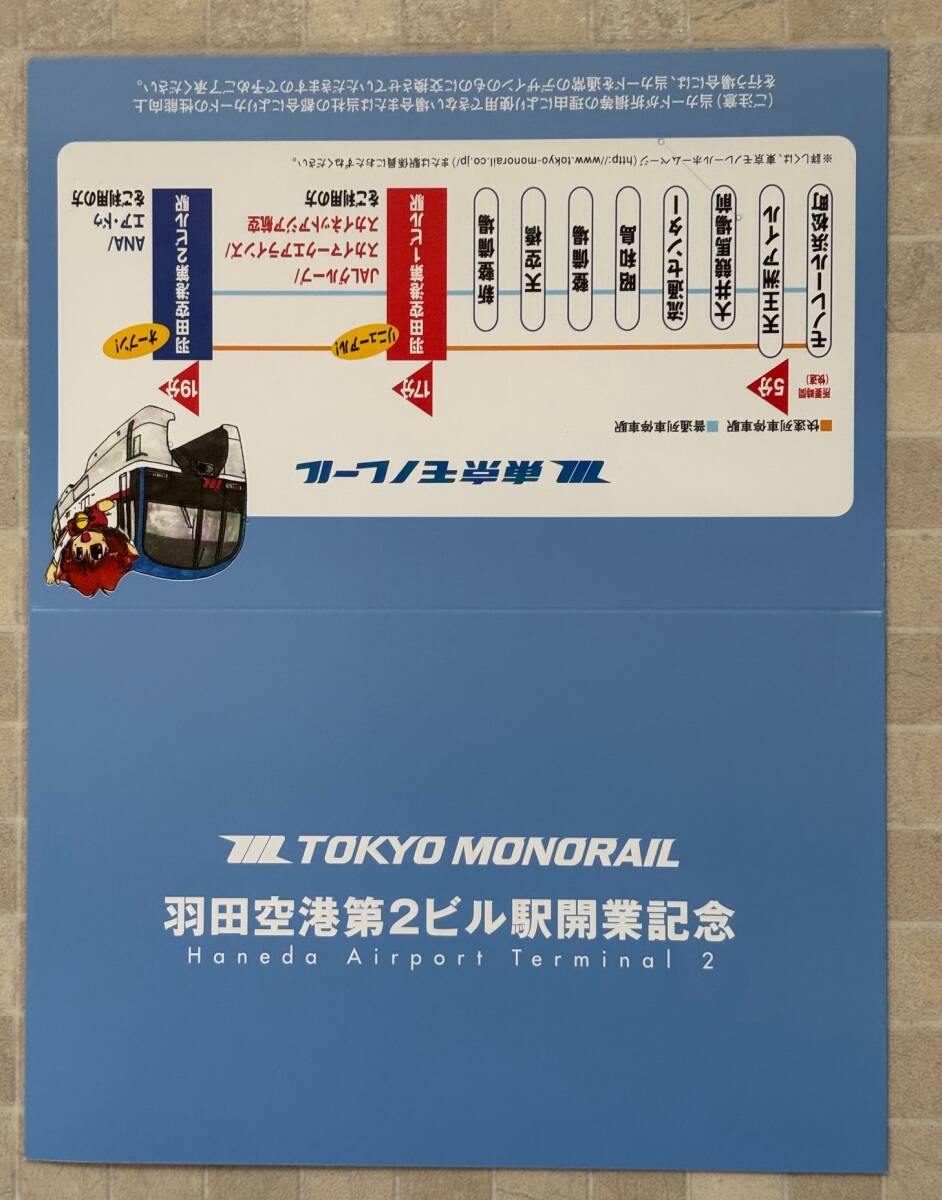 TOKYO MONORAIL
羽田空港第2ビル駅開業記念
Haneda Airport Terminal 2
東京モノレール
■快速列車停車駅 ■普通列車停車駅
所要時間
(快速)
5分
17分
19分
モノレール浜松町
天王洲アイル
大井競馬場前
流通センター
昭和島
整備場
天空橋
新整備場
羽田空港第1ビル駅
リニューアル!
JALグループ/
スカイマークエアラインズ/
スカイネットアジア航空
をご利用の方
羽田空港第2ビル駅
オープン!
ANA/
エア・ドゥ
をご利用の方
※詳しくは、東京モノレールホームページ(http://www.tokyo-monorail.co.jp/)または駅係員におたずねください。
(ご注意)当カードが折損等の理由により使用できない場合または当社の都合によりカードの性能向上
を行う場合には、当カードを通常のデザインのものに交換させていただきますので予めご了承ください。